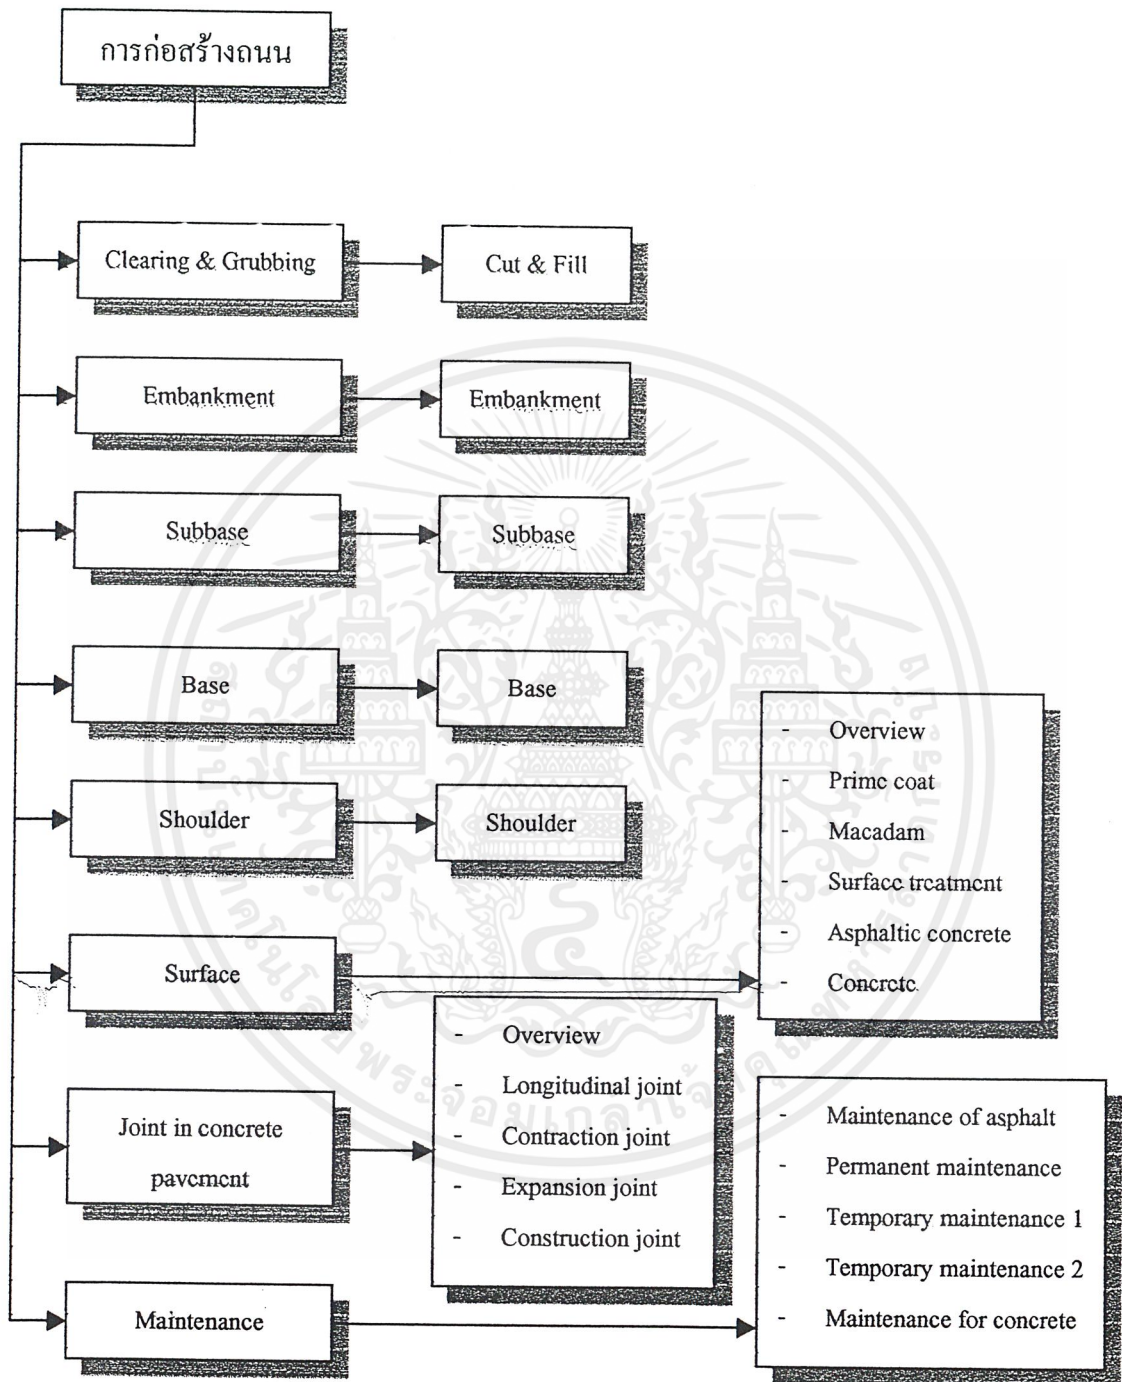 การก่อสร้างถนน
Clearing & Grubbing
Cut & Fill
Embankment
Embankment
Subbase
Subbase
Base
Base
Shoulder
Shoulder
Surface
- Overview
- Prime coat
- Macadam
- Surface treatment
- Asphaltic concrete
- Concrete
Joint in concrete
pavement
- Overview
- Longitudinal joint
- Contraction joint
- Expansion joint
- Construction joint
Maintenance
- Maintenance of asphalt
- Permanent maintenance
- Temporary maintenance 1
- Temporary maintenance 2
- Maintenance for concrete